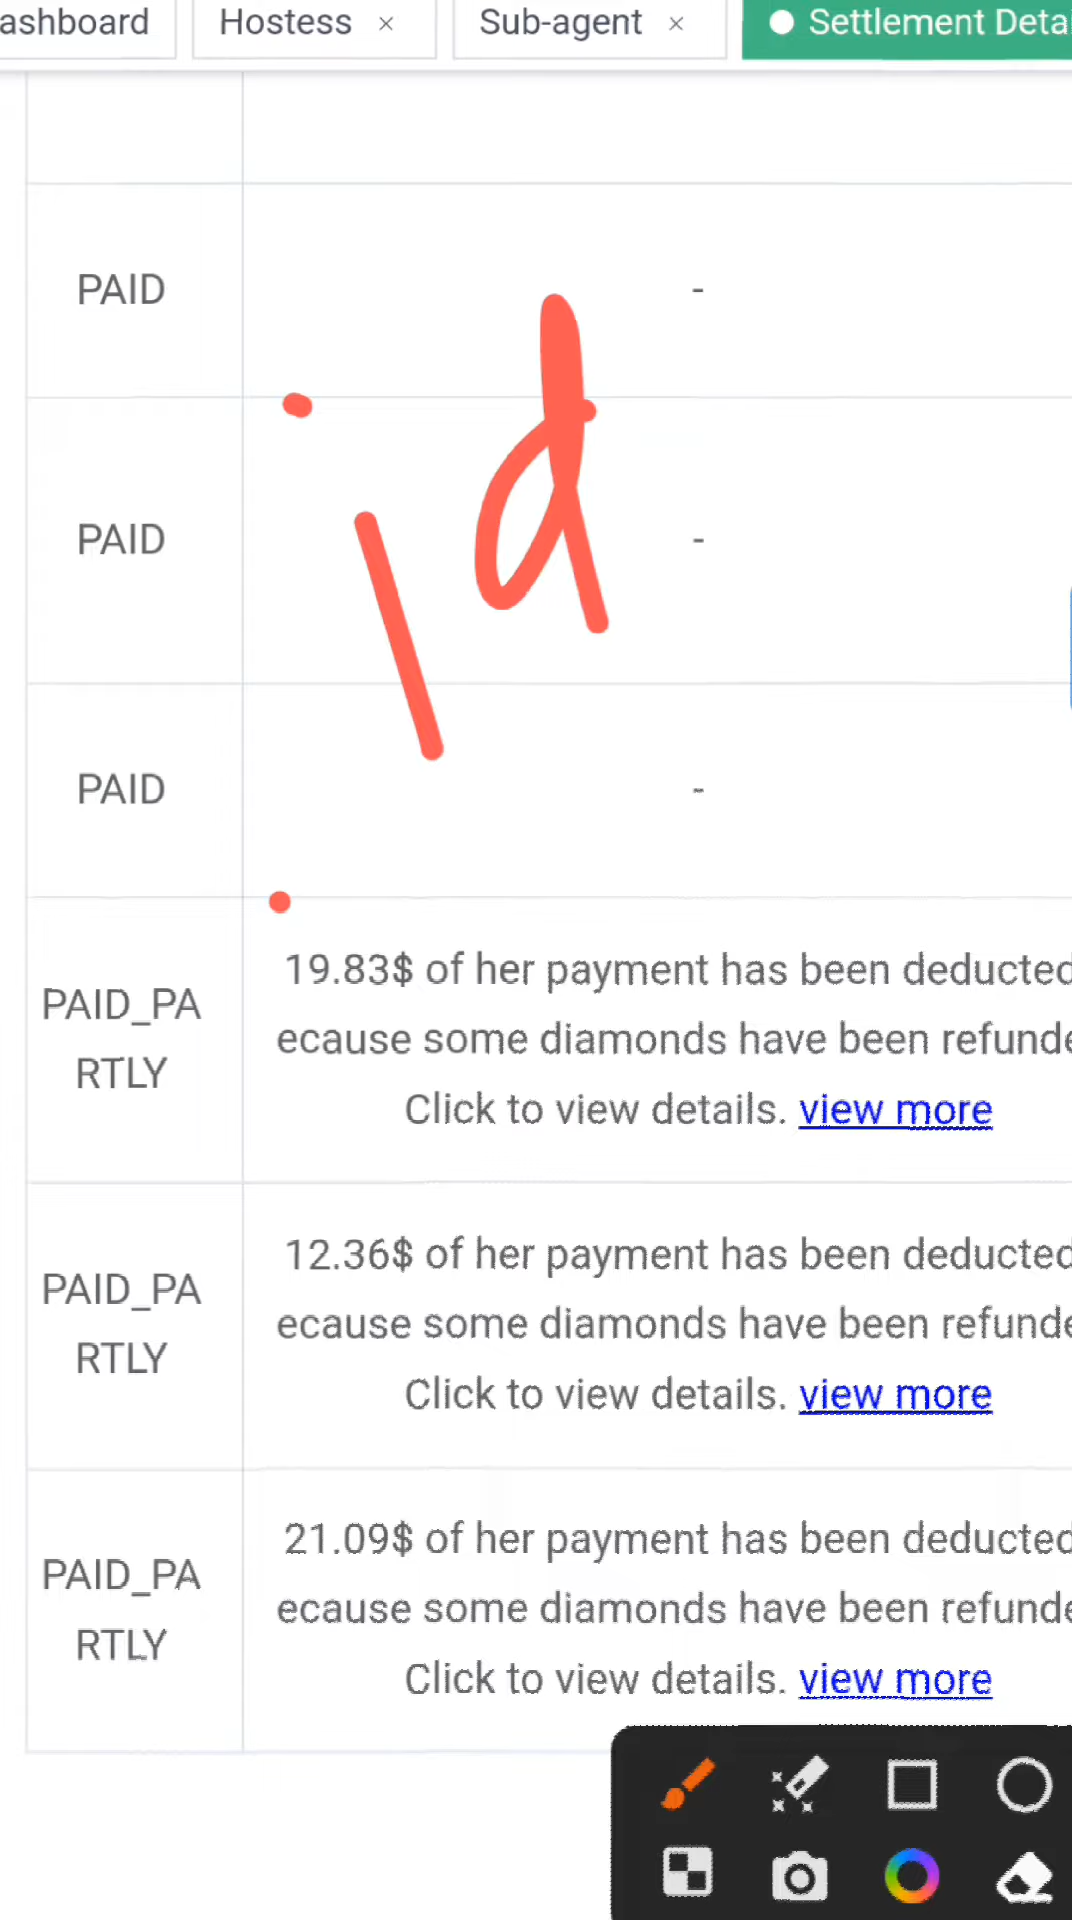 ashboard
Hostess ×
Sub-agent ×
Settlement Deta
PAID
-
id
PAID
-
PAID
-
PAID_PA
RTLY
19.83$ of her payment has been deducted
ecause some diamonds have been refunde
Click to view details. view more
PAID_PA
RTLY
12.36$ of her payment has been deducted
ecause some diamonds have been refunde
Click to view details. view more
PAID_PA
RTLY
21.09$ of her payment has been deducted
ecause some diamonds have been refunde
Click to view details. view more